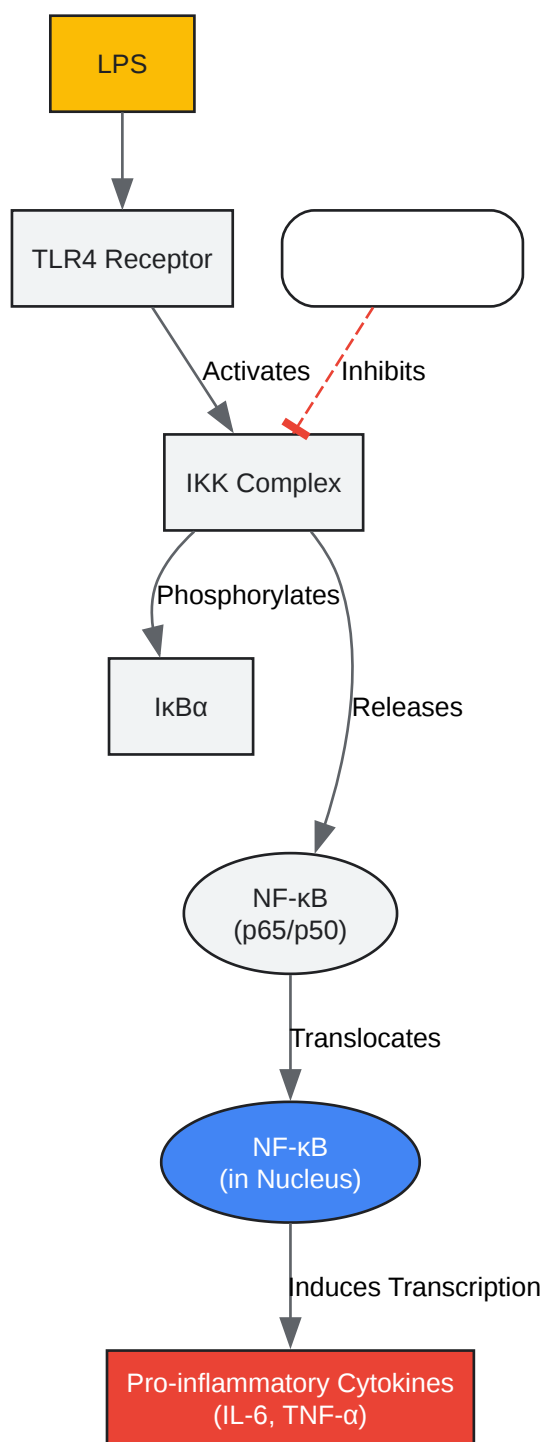 LPS
TLR4 Receptor
Activates
Inhibits
IKK Complex
Phosphorylates
IκBα
Releases
NF-κB
(p65/p50)
Translocates
NF-κB
(in Nucleus)
Induces Transcription
Pro-inflammatory Cytokines
(IL-6, TNF-α)